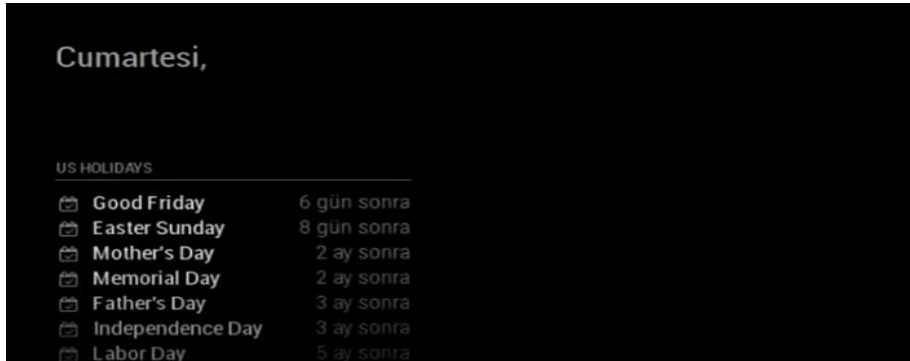 Cumartesi,
US HOLIDAYS
Good Friday 6 gün sonra
Easter Sunday 8 gün sonra
Mother's Day 2 ay sonra
Memorial Day 2 ay sonra
Father's Day 3 ay sonra
Independence Day 3 ay sonra
Labor Day 5 ay sonra